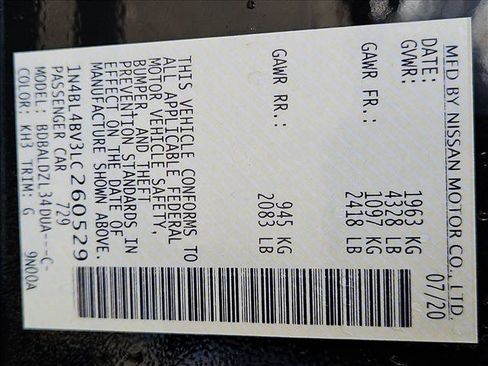 MFD BY NISSAN MOTOR CO., LTD.
DATE: 07/20
GVWR: 1963 KG
4328 LB
GAWR FR.: 1097 KG
2418 LB
GAWR RR.: 945 KG
2083 LB
THIS VEHICLE CONFORMS TO
ALL APPLICABLE FEDERAL
MOTOR VEHICLE SAFETY,
BUMPER, AND THEFT
PREVENTION STANDARDS IN
EFFECT ON THE DATE OF
MANUFACTURE SHOWN ABOVE.
1N4BL4BV3LC260529
PASSENGER CAR 729
MODEL: BDBALDZL34DUA---C-
COLOR: KH3 TRIM: G 9N00A